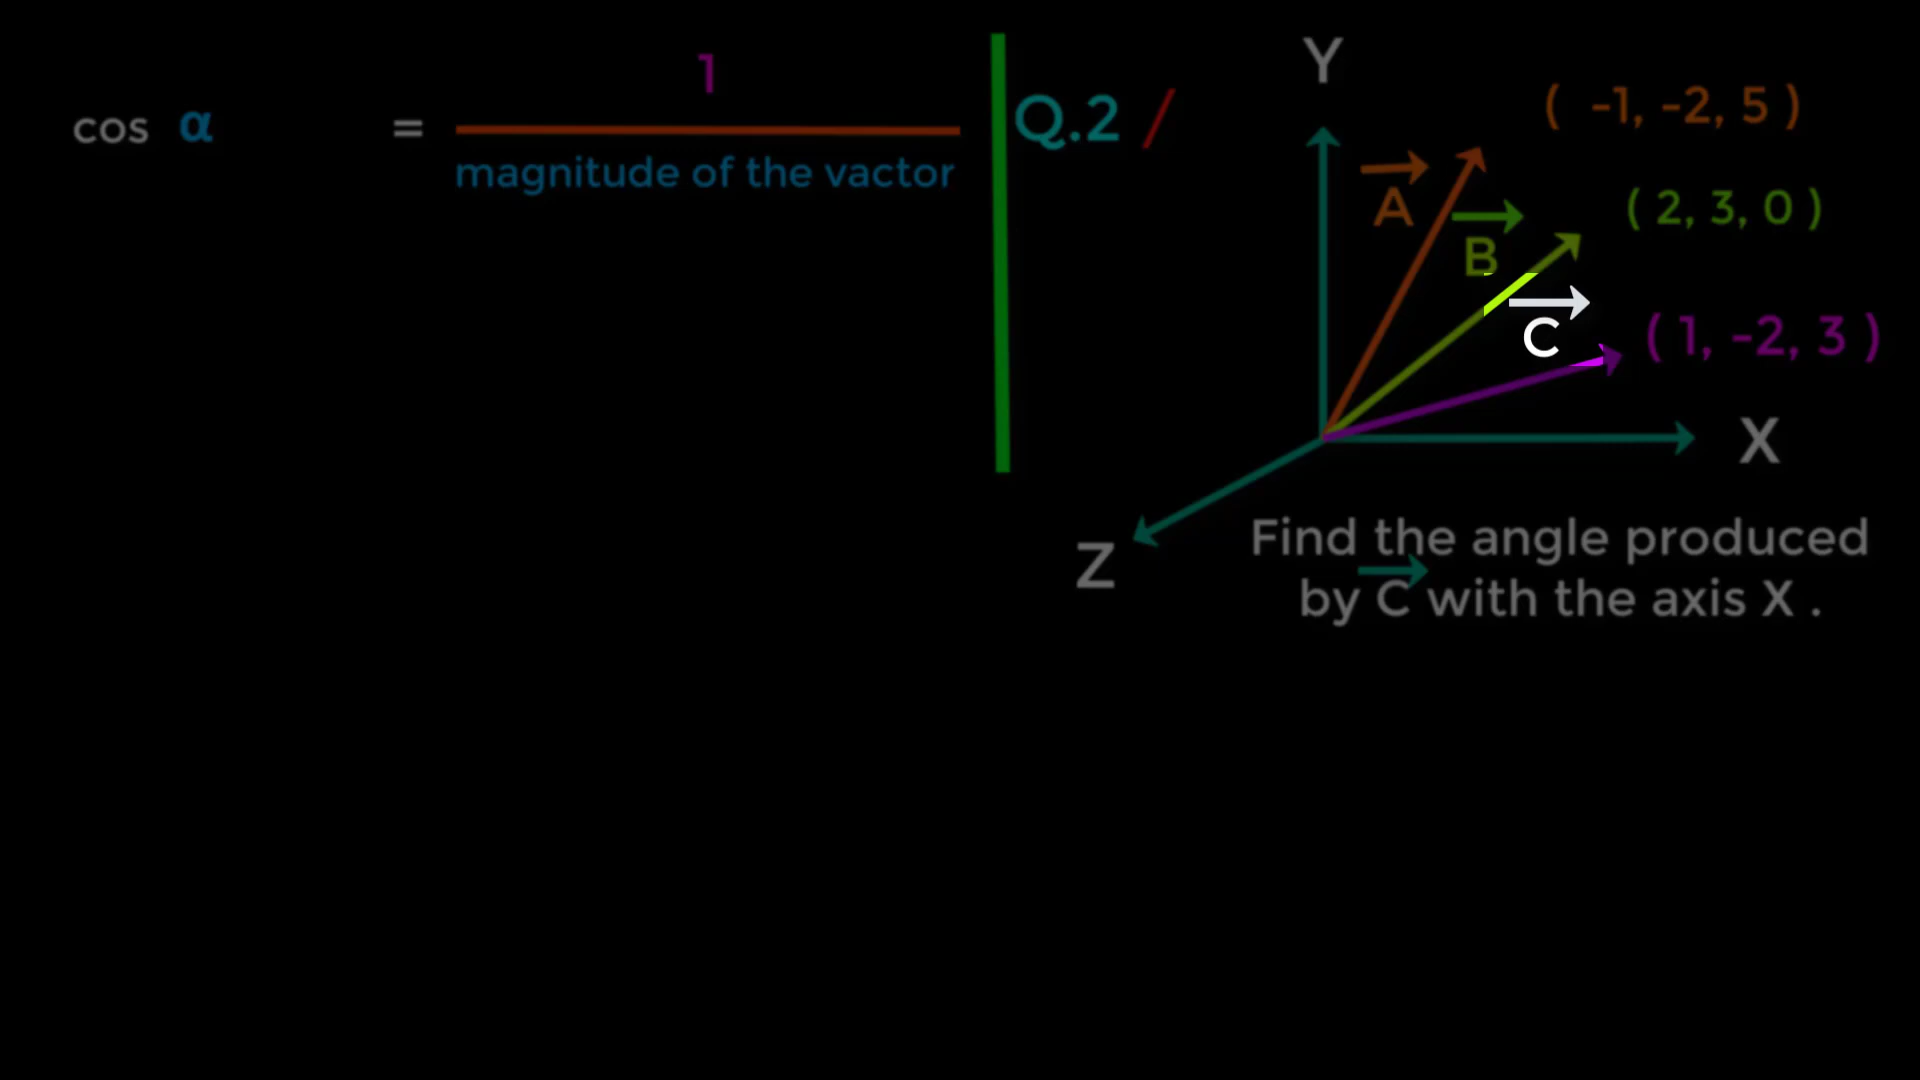 cos α = 1
magnitude of the vactor
Q.2 /
Y
( -1, -2, 5 )
A
( 2, 3, 0 )
B
C
( 1, -2, 3 )
X
Z
Find the angle produced
by C with the axis X .